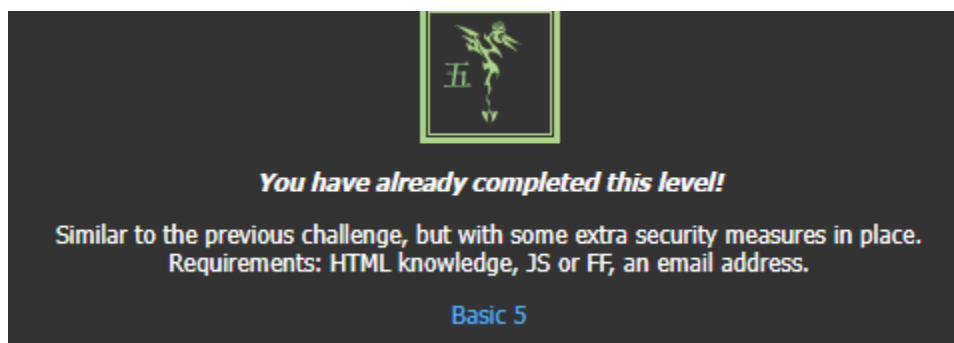 五
You have already completed this level!
Similar to the previous challenge, but with some extra security measures in place.
Requirements: HTML knowledge, JS or FF, an email address.
Basic 5